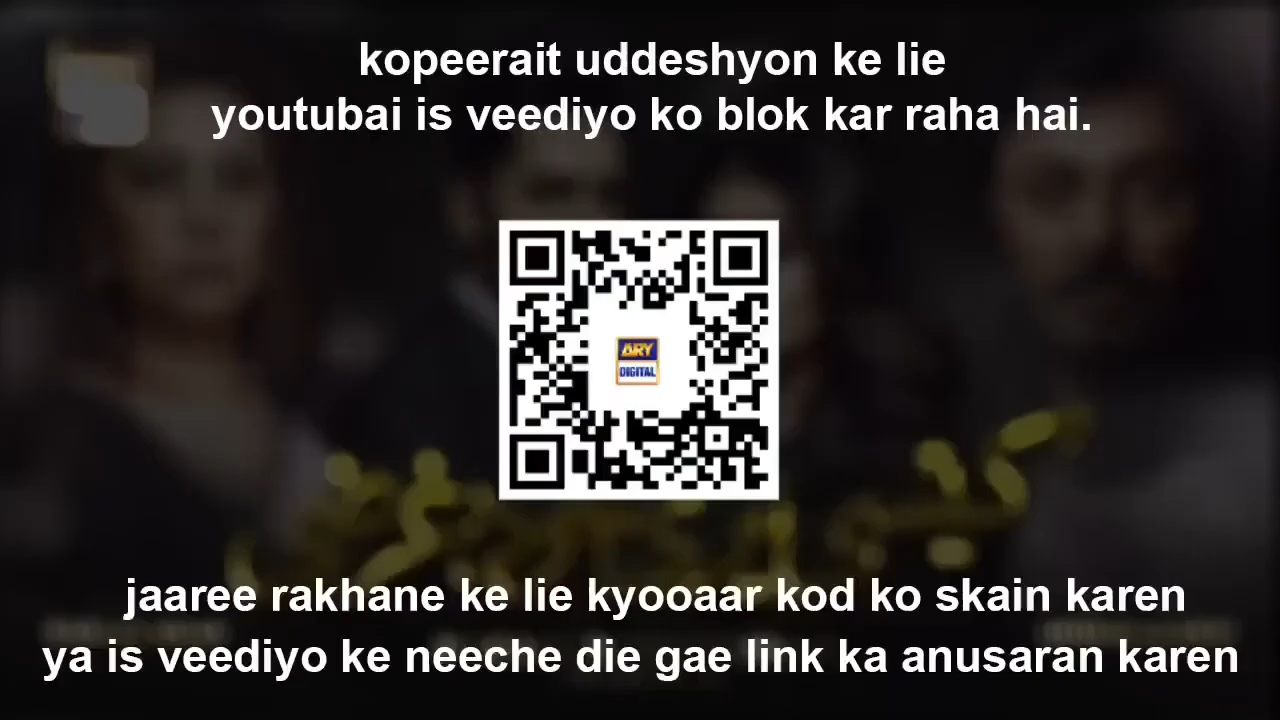 kopeerait uddeshyon ke lie
youtubai is veediyo ko blok kar raha hai.
ARY
DIGITAL
jaaree rakhane ke lie kyooaar kod ko skain karen
ya is veediyo ke neeche die gae link ka anusaran karen